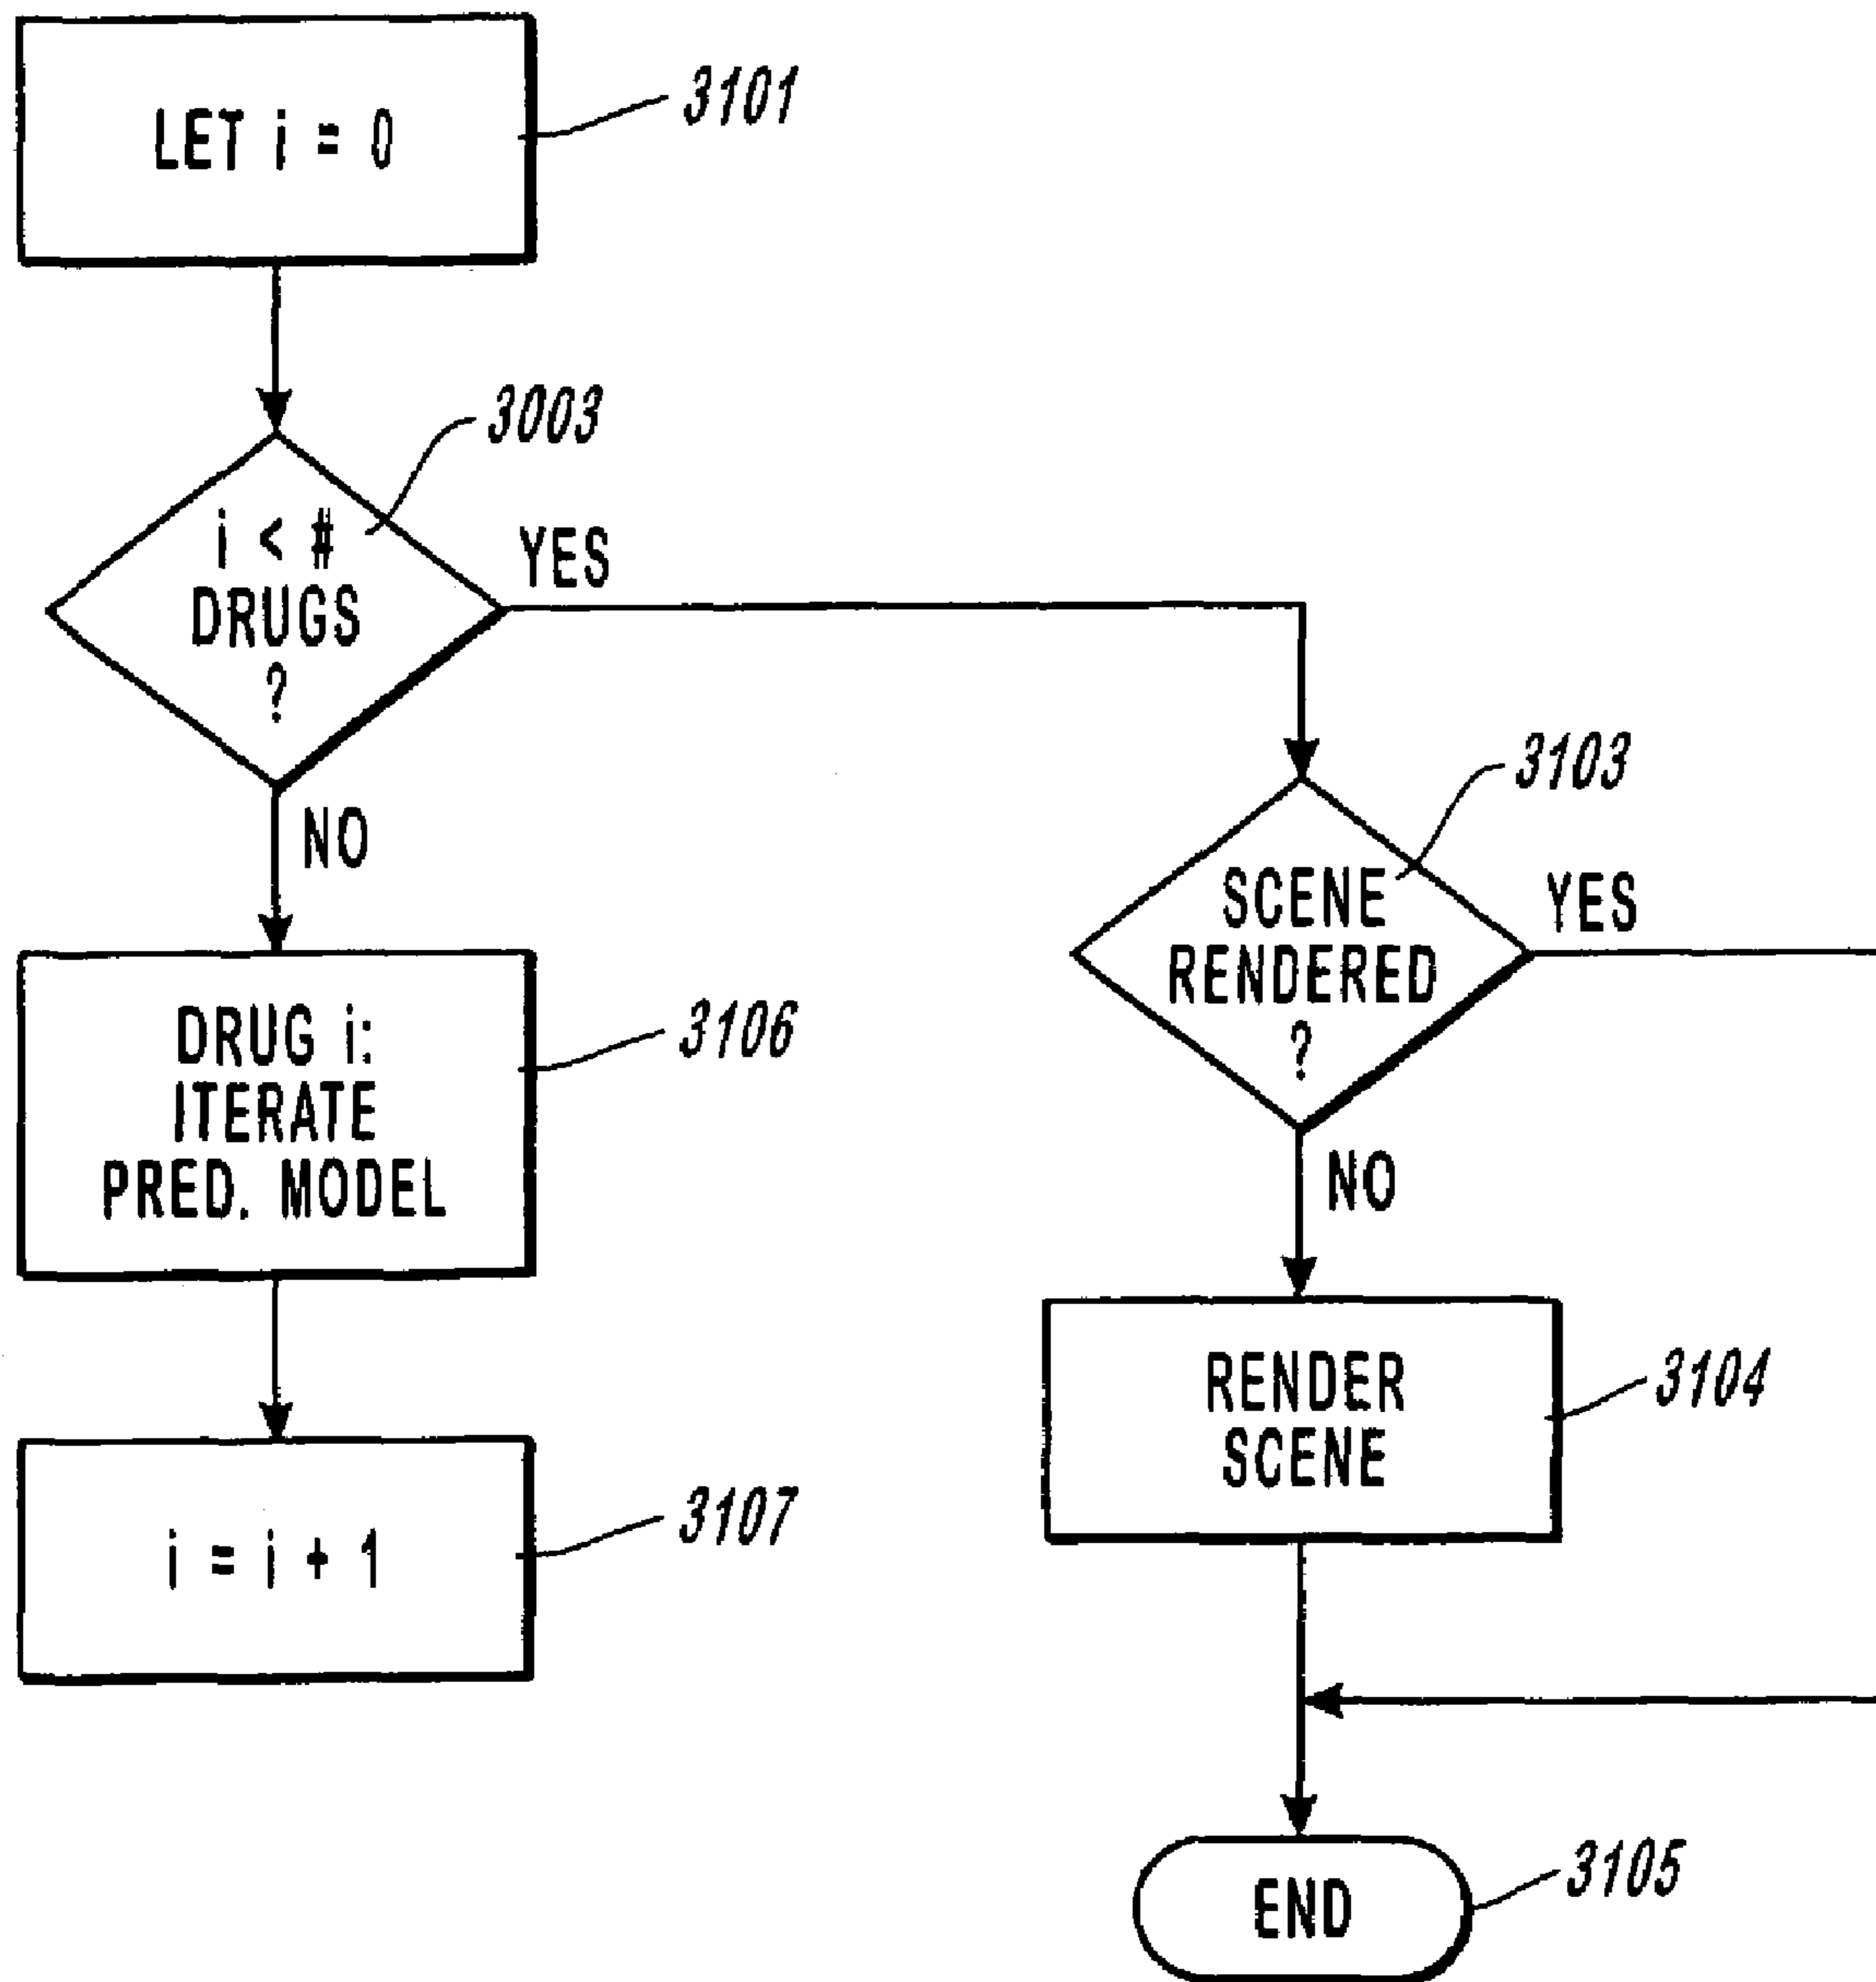 LET i = 0
3101
3003
i < #
DRUGS
?
YES
NO
3103
SCENE
RENDERED
?
YES
NO
DRUG i:
ITERATE
PRED. MODEL
3106
RENDER
SCENE
3104
i = i + 1
3107
END
3105